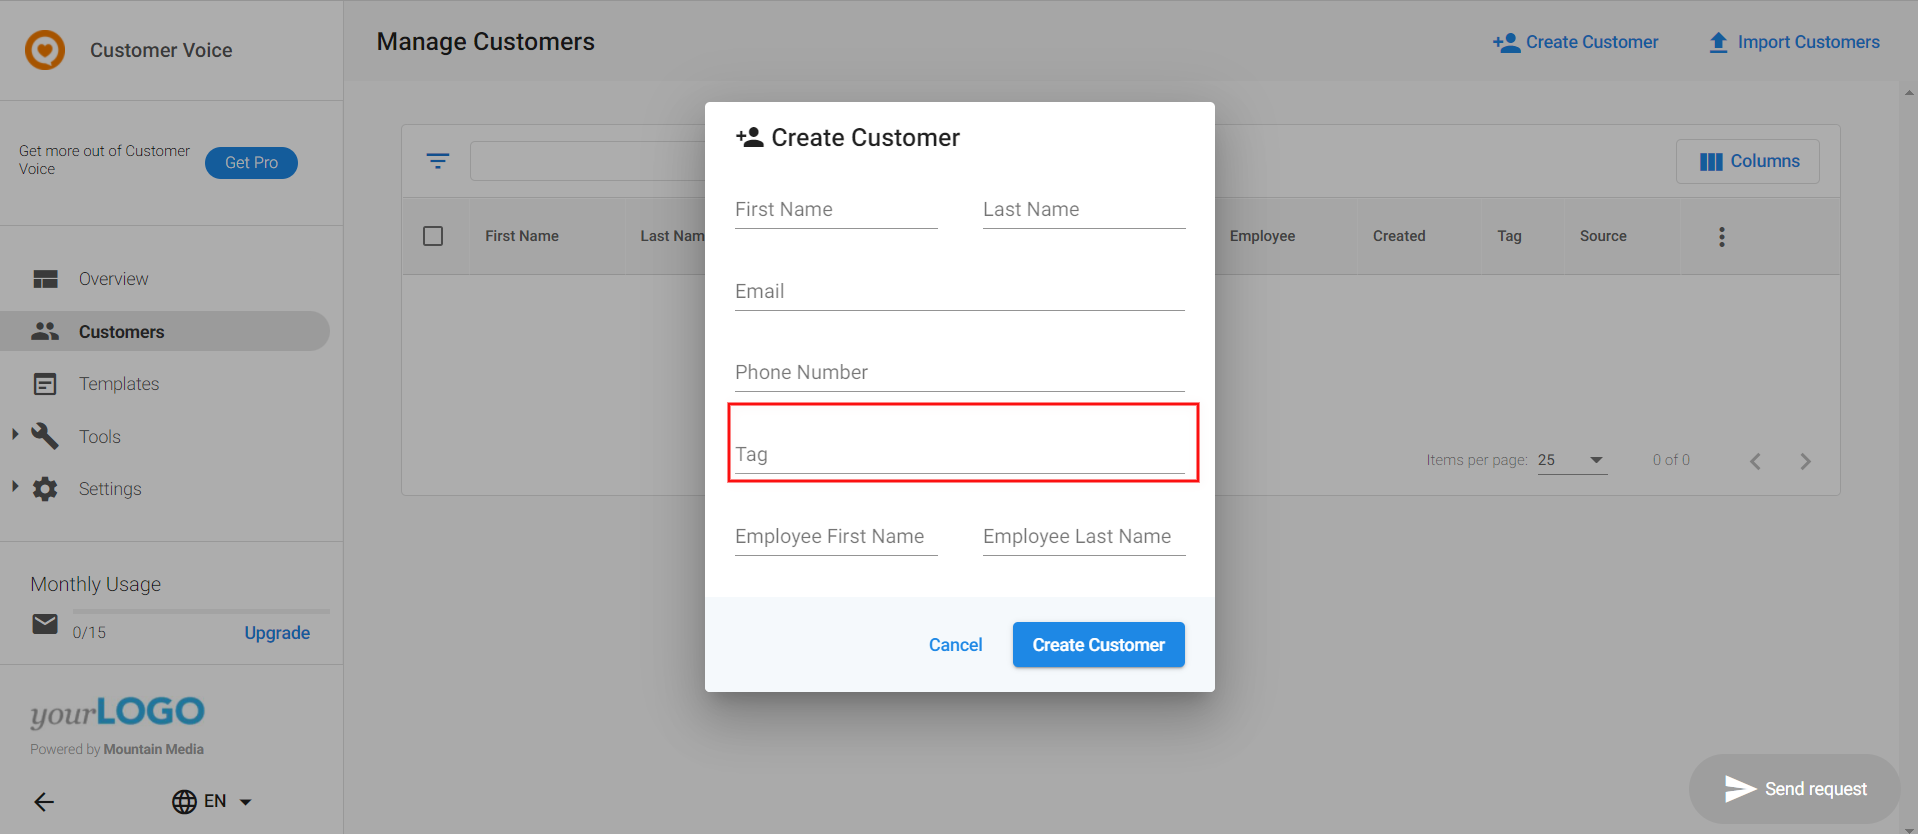 Customer Voice
Manage Customers
Create Customer
Import Customers
Get more out of Customer
Voice
Get Pro
Columns
First Name
Last Nam
Employee
Created
Tag
Source
Overview
Customers
Templates
Tools
Settings
Items per page: 25
0 of 0
Monthly Usage
0/15
Upgrade
yourLOGO
Powered by Mountain Media
EN
Create Customer
First Name
Last Name
Email
Phone Number
Tag
Employee First Name
Employee Last Name
Cancel
Create Customer
Send request